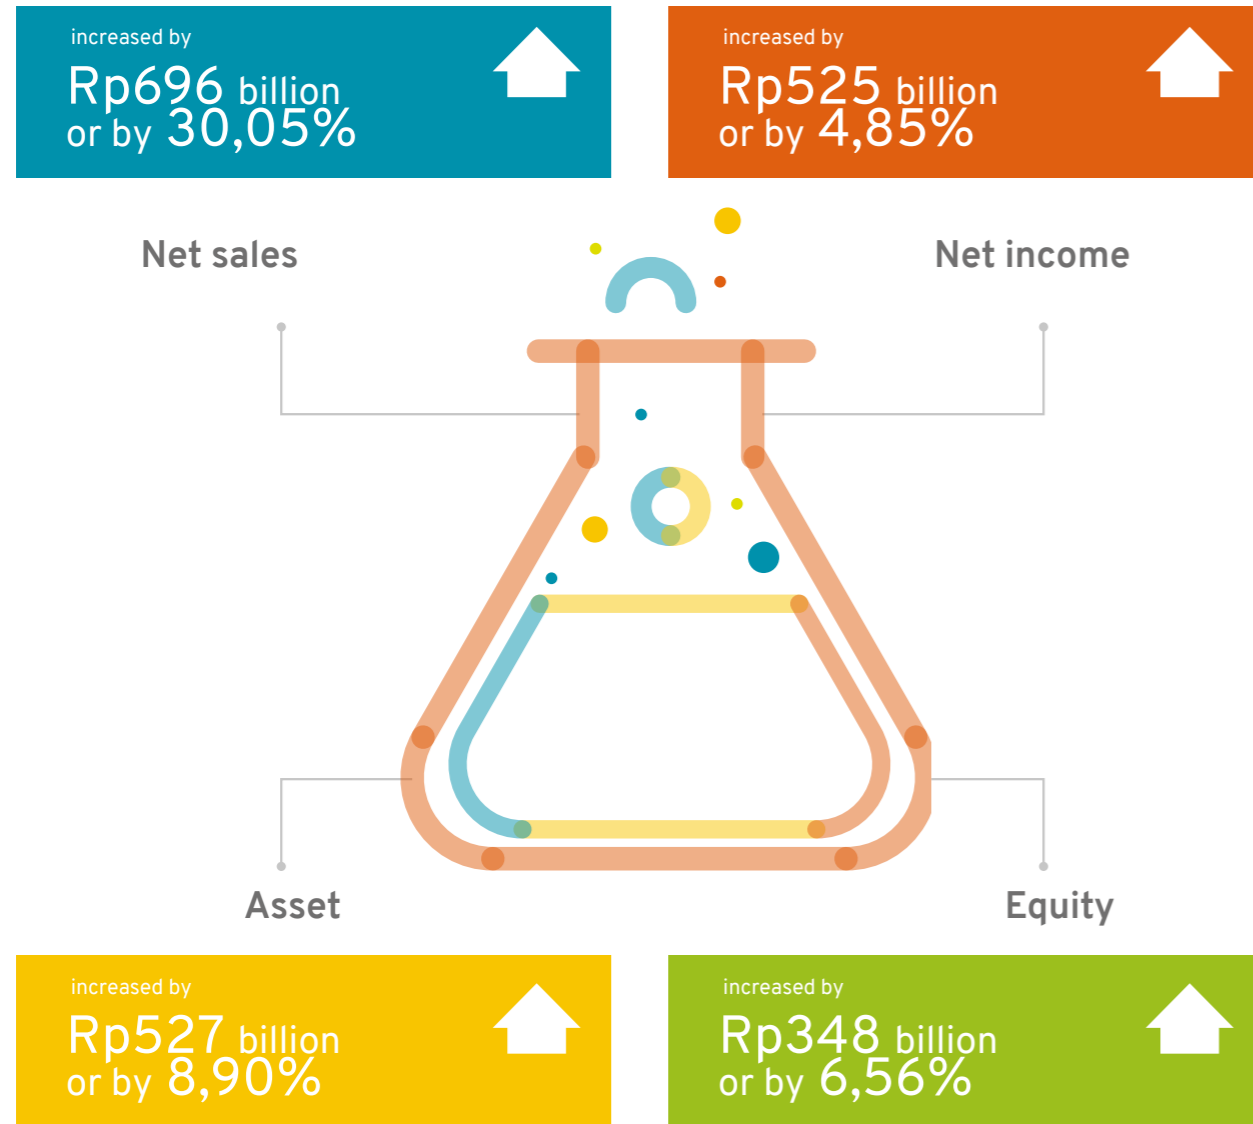 increased by
Rp696 billion
or by 30,05%
increased by
Rp525 billion
or by 4,85%
Net sales
Net income
Asset
Equity
increased by
Rp527 billion
or by 8,90%
increased by
Rp348 billion
or by 6,56%